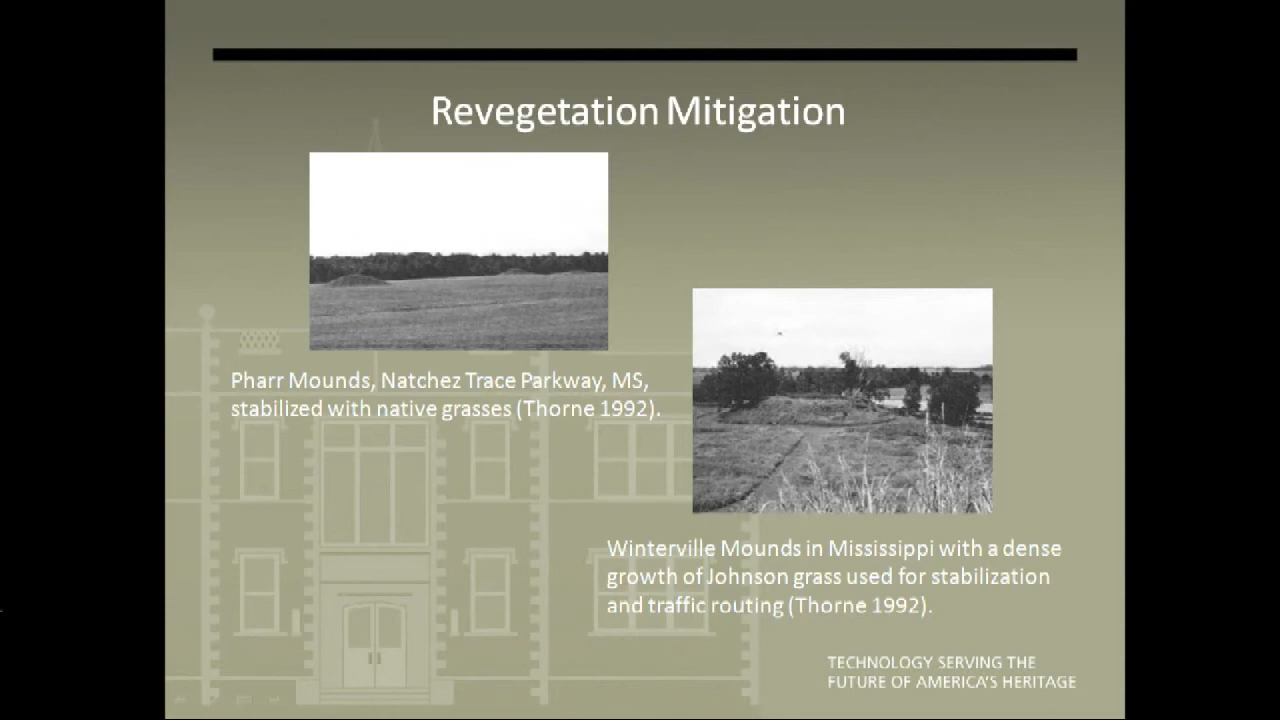 Revegetation Mitigation
Pharr Mounds, Natchez Trace Parkway, MS,
stabilized with native grasses (Thorne 1992).
Winterville Mounds in Mississippi with a dense
growth of Johnson grass used for stabilization
and traffic routing (Thorne 1992).
TECHNOLOGY SERVING THE
FUTURE OF AMERICA'S HERITAGE